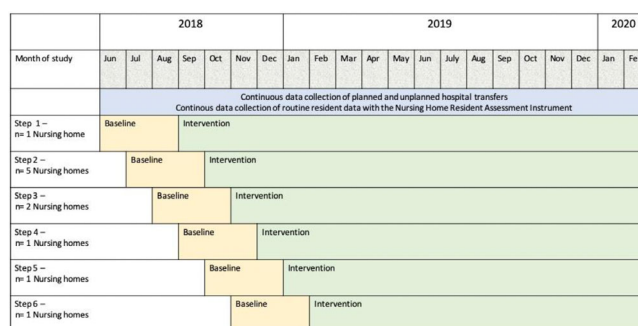 2018 2019 2020
Month of study Jun Jul Aug Sep Oct Nov Dec Jan Feb Mar Apr May Jun July Aug Sep Oct Nov Dec Jan
Continuous data collection of planned and unplanned hospital transfers
Continous data collection of routine resident data with the Nursing Home Resident Assessment Instrument
Step 1 – Baseline Intervention
n= 1 Nursing home
Step 2 – Baseline Intervention
n= 5 Nursing homes
Step 3 – Baseline Intervention
n= 2 Nursing homes
Step 4 – Baseline Intervention
n= 1 Nursing homes
Step 5 – Baseline Intervention
n= 1 Nursing homes
Step 6 – Baseline Intervention
n= 1 Nursing homes